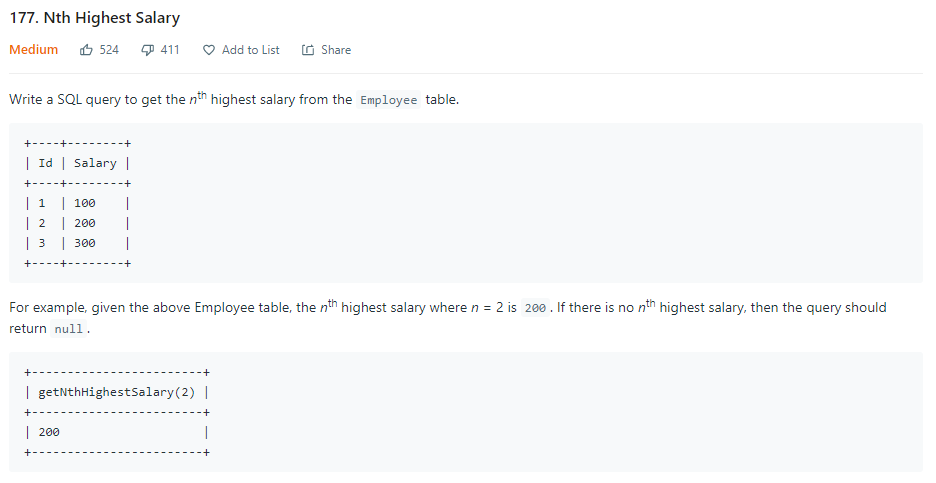 177. Nth Highest Salary
Medium 524 411 Add to List Share
Write a SQL query to get the nth highest salary from the Employee table.
+----+--------+
| Id | Salary |
+----+--------+
| 1  | 100    |
| 2  | 200    |
| 3  | 300    |
+----+--------+
For example, given the above Employee table, the nth highest salary where n = 2 is 200. If there is no nth highest salary, then the query should
return null.
+------------------------+
| getNthHighestSalary(2) |
+------------------------+
| 200                    |
+------------------------+